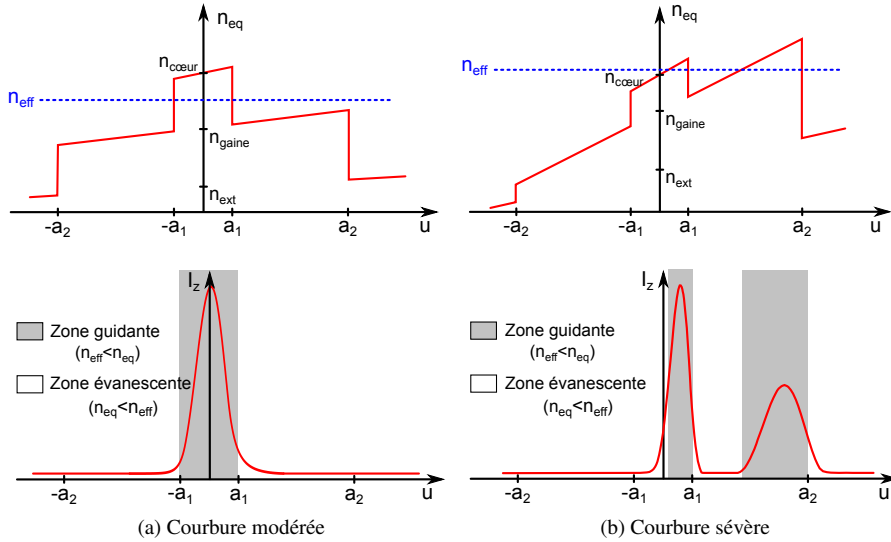 n_eq
n_cœur
n_eff
n_gaine
n_ext
-a_2
-a_1
a_1
a_2
u
n_eq
n_eff
n_cœur
n_gaine
n_ext
-a_2
-a_1
a_1
a_2
u
I_z
Zone guidante
(n_eff<n_eq)
Zone évanescente
(n_eq<n_eff)
-a_2
-a_1
a_1
a_2
u
I_z
Zone guidante
(n_eff<n_eq)
Zone évanescente
(n_eq<n_eff)
-a_2
-a_1
a_1
a_2
u
(a) Courbure modérée
(b) Courbure sévère